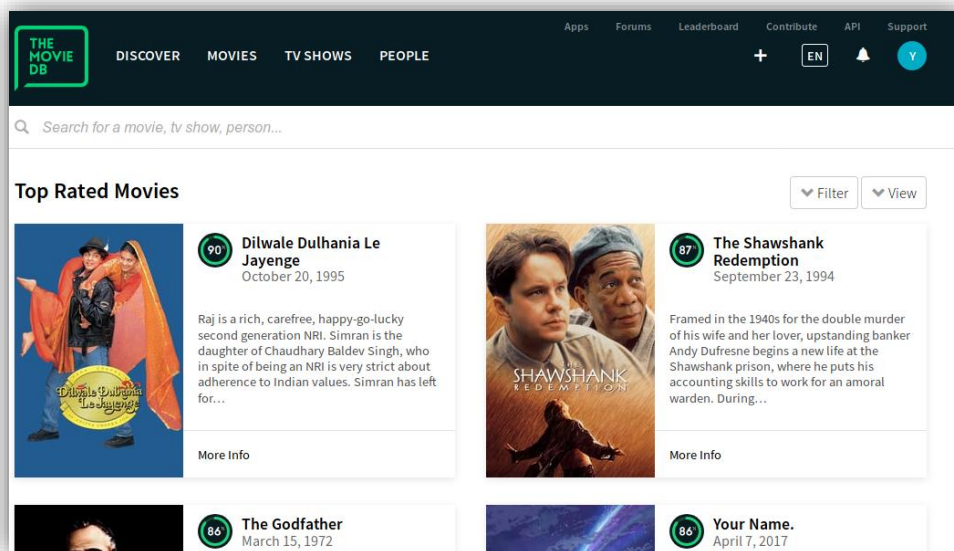 Apps Forums Leaderboard Contribute API Support
THE
MOVIE
DB
DISCOVER MOVIES TV SHOWS PEOPLE
+ EN Y
Search for a movie, tv show, person...
Top Rated Movies
Filter View
90%
Dilwale Dulhania Le
Jayenge
October 20, 1995
Raj is a rich, carefree, happy-go-lucky
second generation NRI. Simran is the
daughter of Chaudhary Baldev Singh, who
in spite of being an NRI is very strict about
adherence to Indian values. Simran has left
for…
More Info
Dilwale Dulhania
Le Jayenge
87%
The Shawshank
Redemption
September 23, 1994
Framed in the 1940s for the double murder
of his wife and her lover, upstanding banker
Andy Dufresne begins a new life at the
Shawshank prison, where he puts his
accounting skills to work for an amoral
warden. During…
More Info
THE
SHAWSHANK
REDEMPTION
86%
The Godfather
March 15, 1972
86%
Your Name.
April 7, 2017